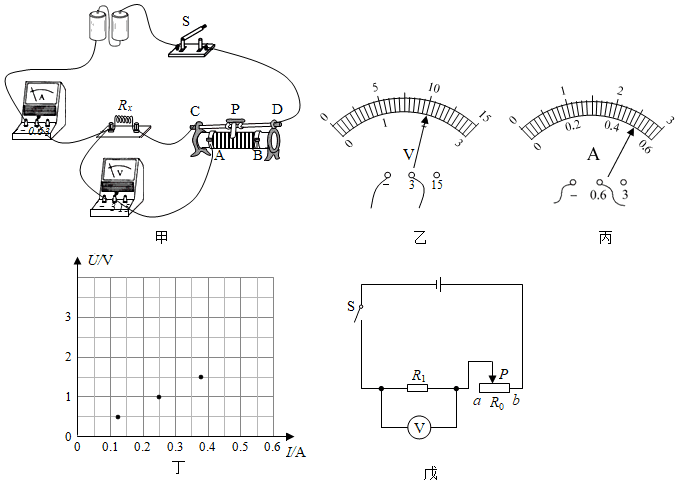 S
A
- 0.6 3
Rx
C P D
A B
V
- 3 15
甲
0 5 10 15
0 1 2 3
V
- 3 15
乙
0 1 2 3
0 0.2 0.4 0.6
A
- 0.6 3
丙
U/V
3
2
1
0
0 0.1 0.2 0.3 0.4 0.5 0.6 I/A
丁
S
R1 P
a R0 b
V
戊